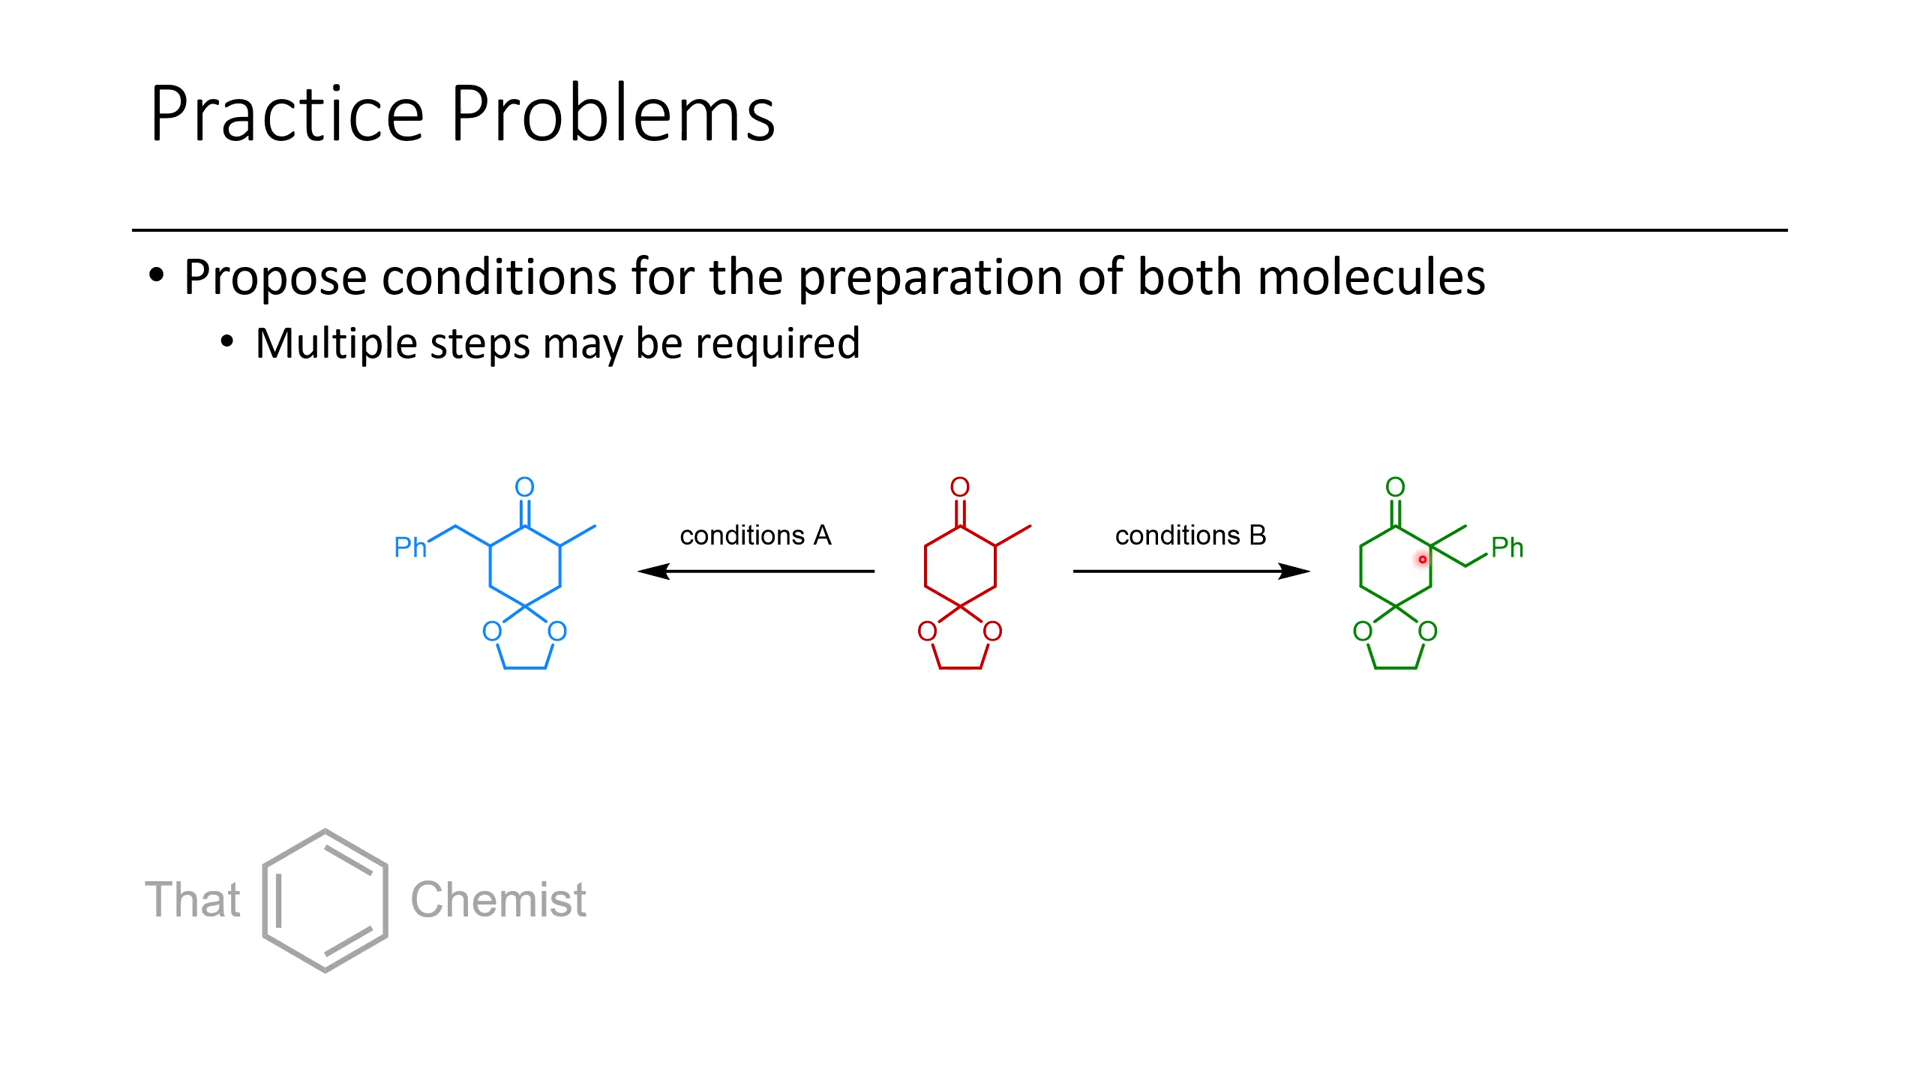 Practice Problems
• Propose conditions for the preparation of both molecules
• Multiple steps may be required
O
O
O
Ph
conditions A
conditions B
Ph
O O
O O
O O
That Chemist